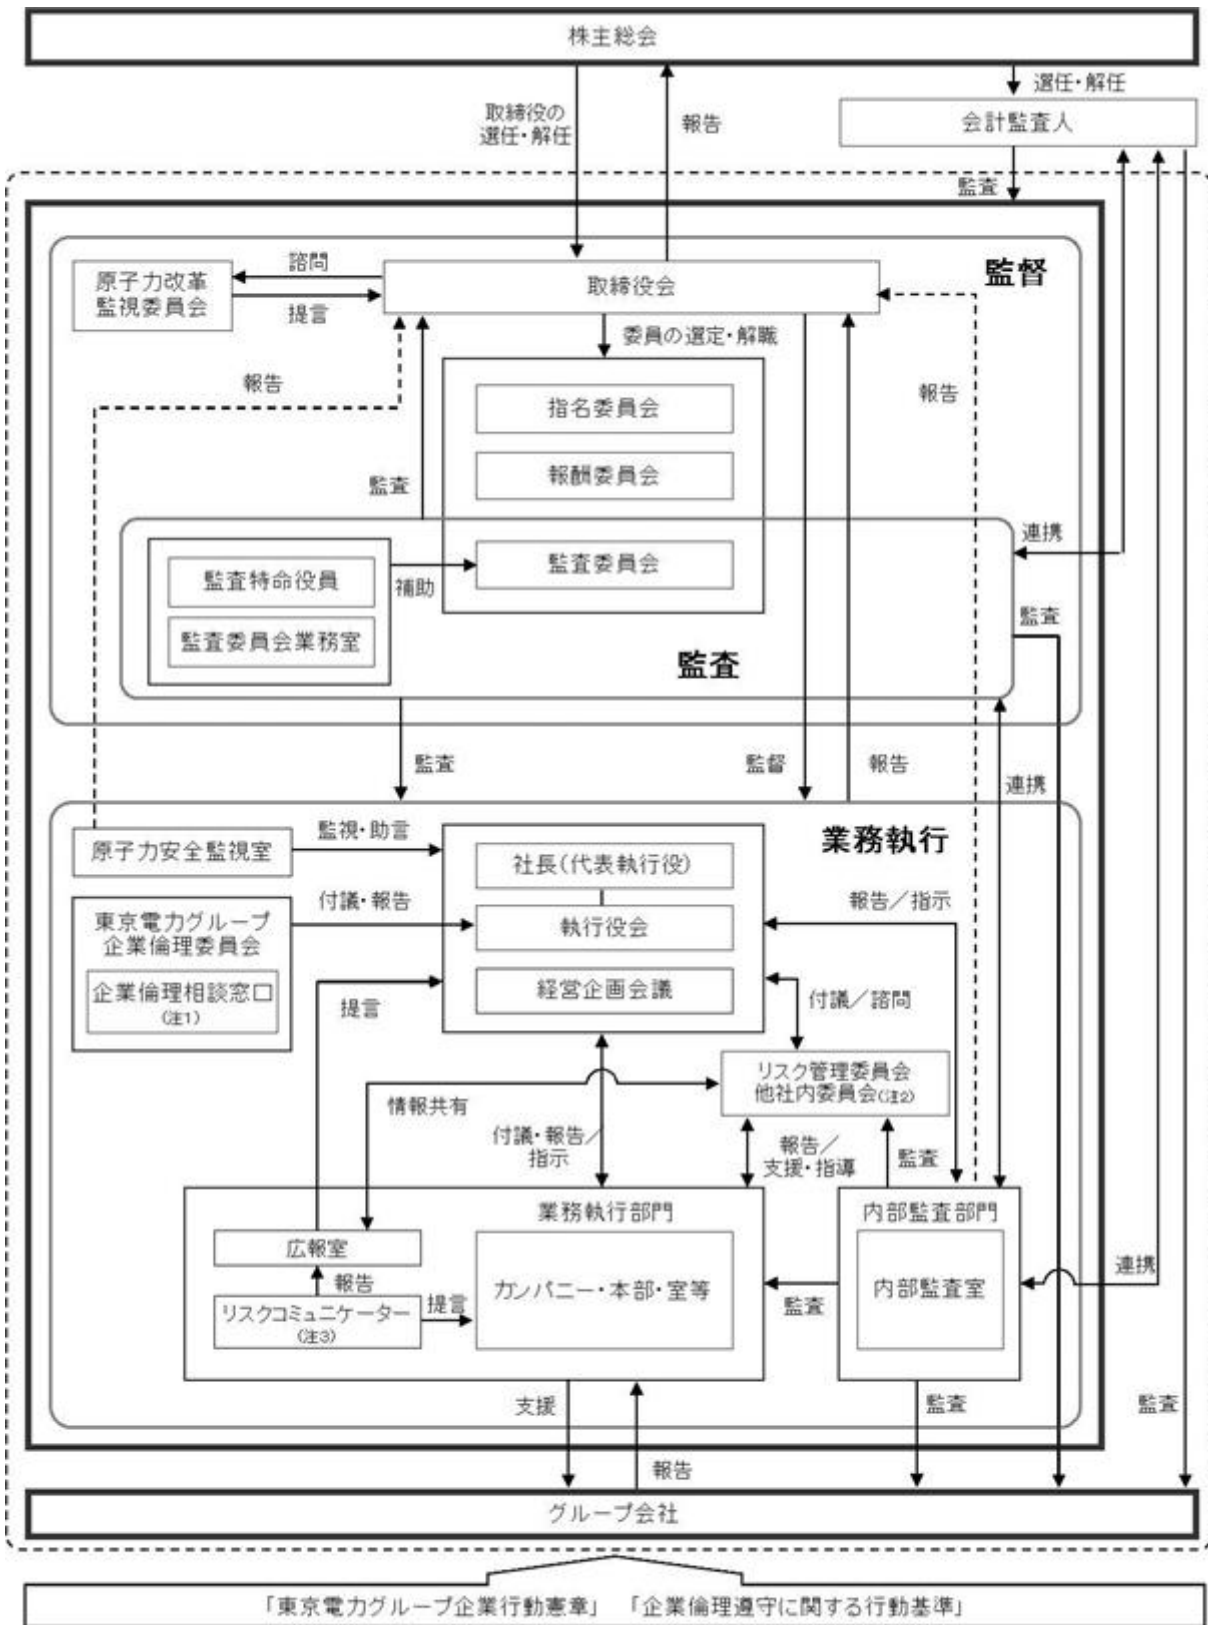 株主総会
取締役の
選任・解任
報告
選任・解任
会計監査人
監査
監督
原子力改革
監視委員会
諮問
提言
取締役会
委員の選定・解職
報告
報告
指名委員会
報酬委員会
監査
連携
監査特命役員
監査委員会業務室
補助
監査委員会
監査
監査
監査
監督
報告
連携
業務執行
原子力安全監視室
監視・助言
社長(代表執行役)
東京電力グループ
企業倫理委員会
付議・報告
執行役会
報告/指示
企業倫理相談窓口
(注1)
提言
経営企画会議
付議/諮問
リスク管理委員会
他社内委員会(注2)
情報共有
付議・報告/
指示
報告/
支援・指導
監査
業務執行部門
内部監査部門
広報室
報告
リスクコミュニケーター
(注3)
提言
カンパニー・本部・室等
監査
内部監査室
連携
支援
報告
監査
監査
グループ会社
「東京電力グループ企業行動憲章」 「企業倫理遵守に関する行動基準」